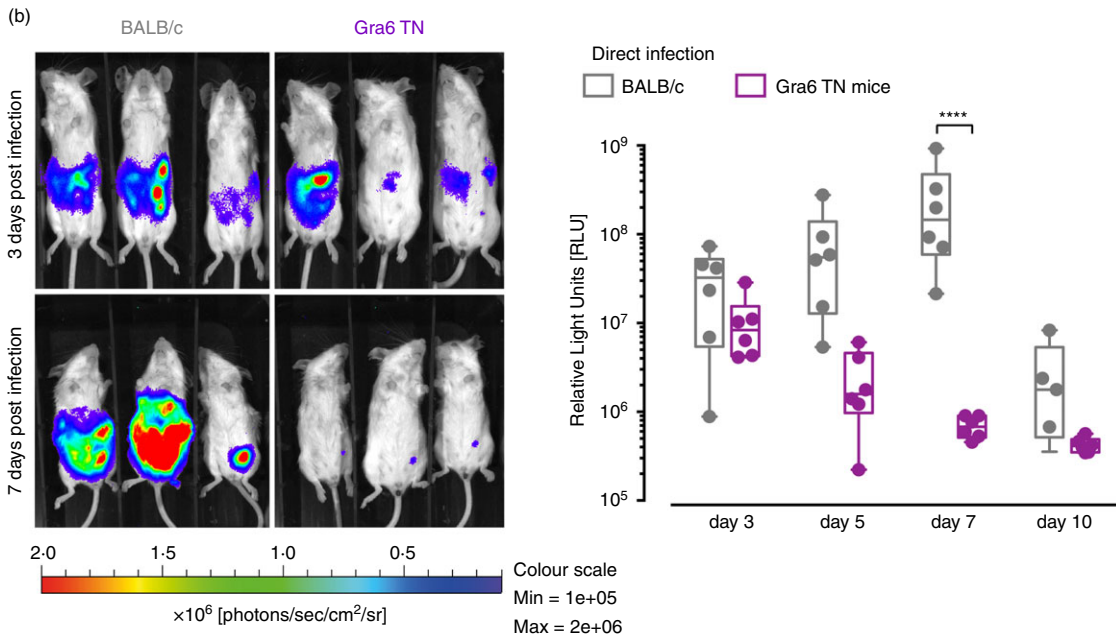 (b)
BALB/c
Gra6 TN
3 days post infection
7 days post infection
2·0
1·5
1·0
0·5
×10⁶ [photons/sec/cm²/sr]
Colour scale
Min = 1e+05
Max = 2e+06
Direct infection
BALB/c
Gra6 TN mice
****
Relative Light Units [RLU]
10⁹
10⁸
10⁷
10⁶
10⁵
day 3
day 5
day 7
day 10